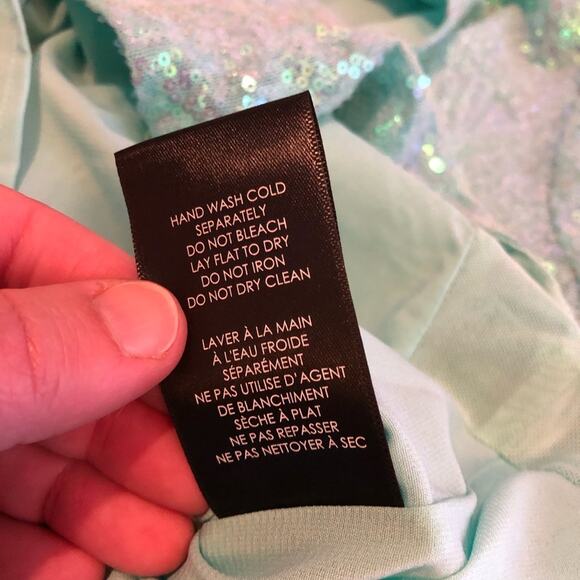 HAND WASH COLD
SEPARATELY
DO NOT BLEACH
LAY FLAT TO DRY
DO NOT IRON
DO NOT DRY CLEAN
LAVER À LA MAIN
À L'EAU FROIDE
SÉPARÉMENT
NE PAS UTILISE D'AGENT
DE BLANCHIMENT
SÈCHE À PLAT
NE PAS REPASSER
NE PAS NETTOYER À SEC